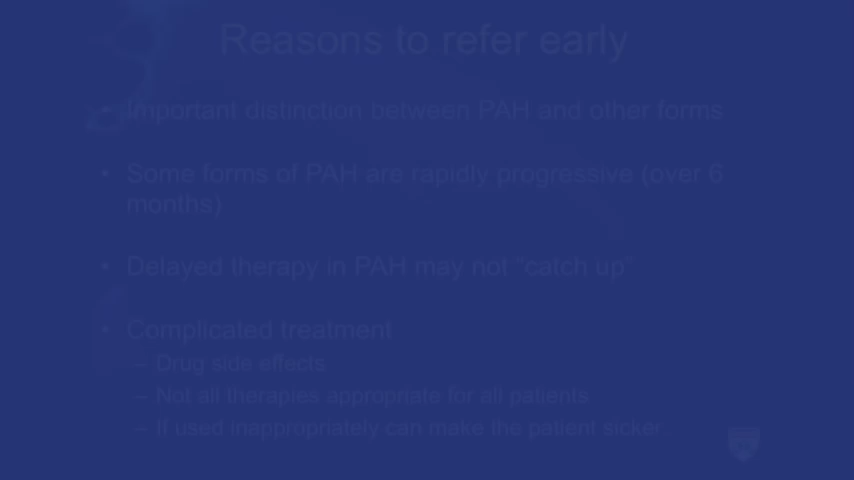 Reasons to refer early
• Important distinction between PAH and other forms
• Some forms of PAH are rapidly progressive (over 6
months)
• Delayed therapy in PAH may not "catch up"
• Complicated treatment
– Drug side effects
– Not all therapies appropriate for all patients
– If used inappropriately can make the patient sicker